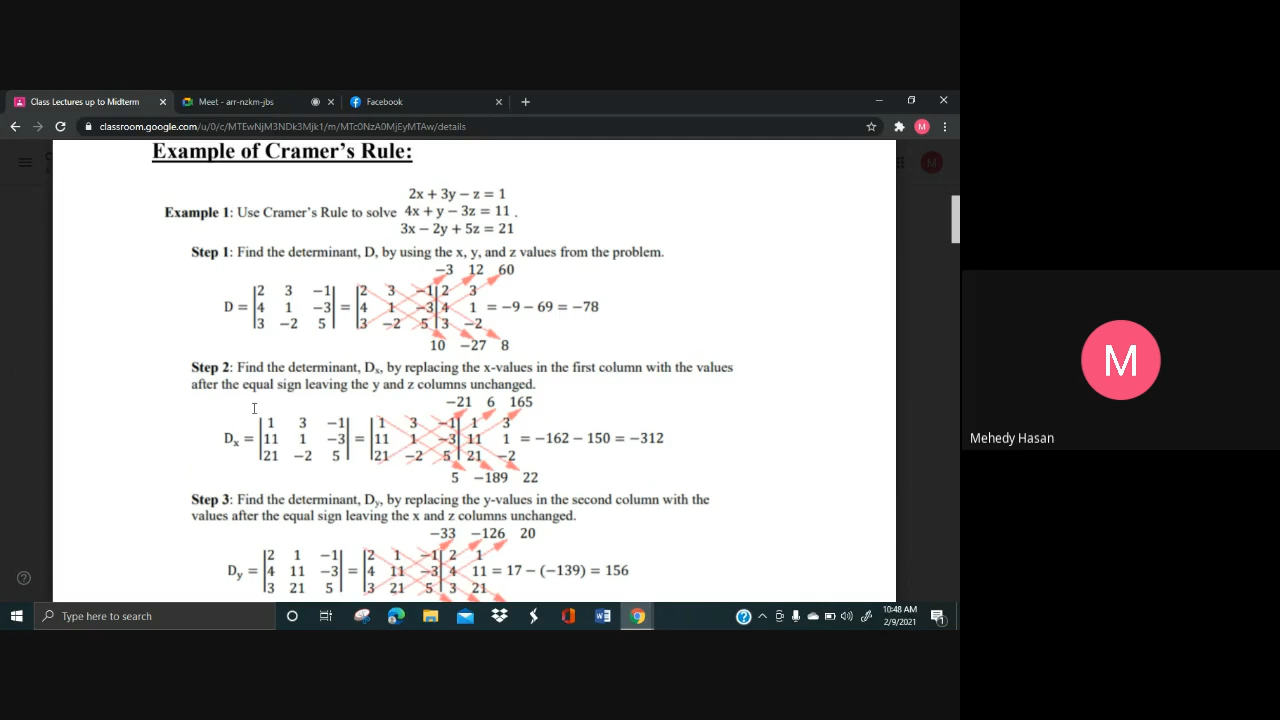 Class Lectures up to Midterm
Meet - arr-nzkm-jbs
Facebook
classroom.google.com/u/0/c/MTEwNjM3NDk3Mjk1/m/MTc0NzA0MjEyMTAw/details
M
Example of Cramer's Rule:
2x + 3y − z = 1
Example 1: Use Cramer's Rule to solve 4x + y − 3z = 11 .
3x − 2y + 5z = 21
Step 1: Find the determinant, D, by using the x, y, and z values from the problem.
−3 12 60
|2 3 −1| |2 3 −1|2 3
D = |4 1 −3| = |4 1 −3|4 1 = −9 − 69 = −78
|3 −2 5| |3 −2 5|3 −2
10 −27 8
Step 2: Find the determinant, Dx, by replacing the x-values in the first column with the values
after the equal sign leaving the y and z columns unchanged.
−21 6 165
|1 3 −1| |1 3 −1|1 3
Dx = |11 1 −3| = |11 1 −3|11 1 = −162 − 150 = −312
|21 −2 5| |21 −2 5|21 −2
5 −189 22
Step 3: Find the determinant, Dy, by replacing the y-values in the second column with the
values after the equal sign leaving the x and z columns unchanged.
−33 −126 20
|2 1 −1| |2 1 −1|2 1
Dy = |4 11 −3| = |4 11 −3|4 11 = 17 − (−139) = 156
|3 21 5| |3 21 5|3 21
M
Mehedy Hasan
Type here to search
10:48 AM
2/9/2021